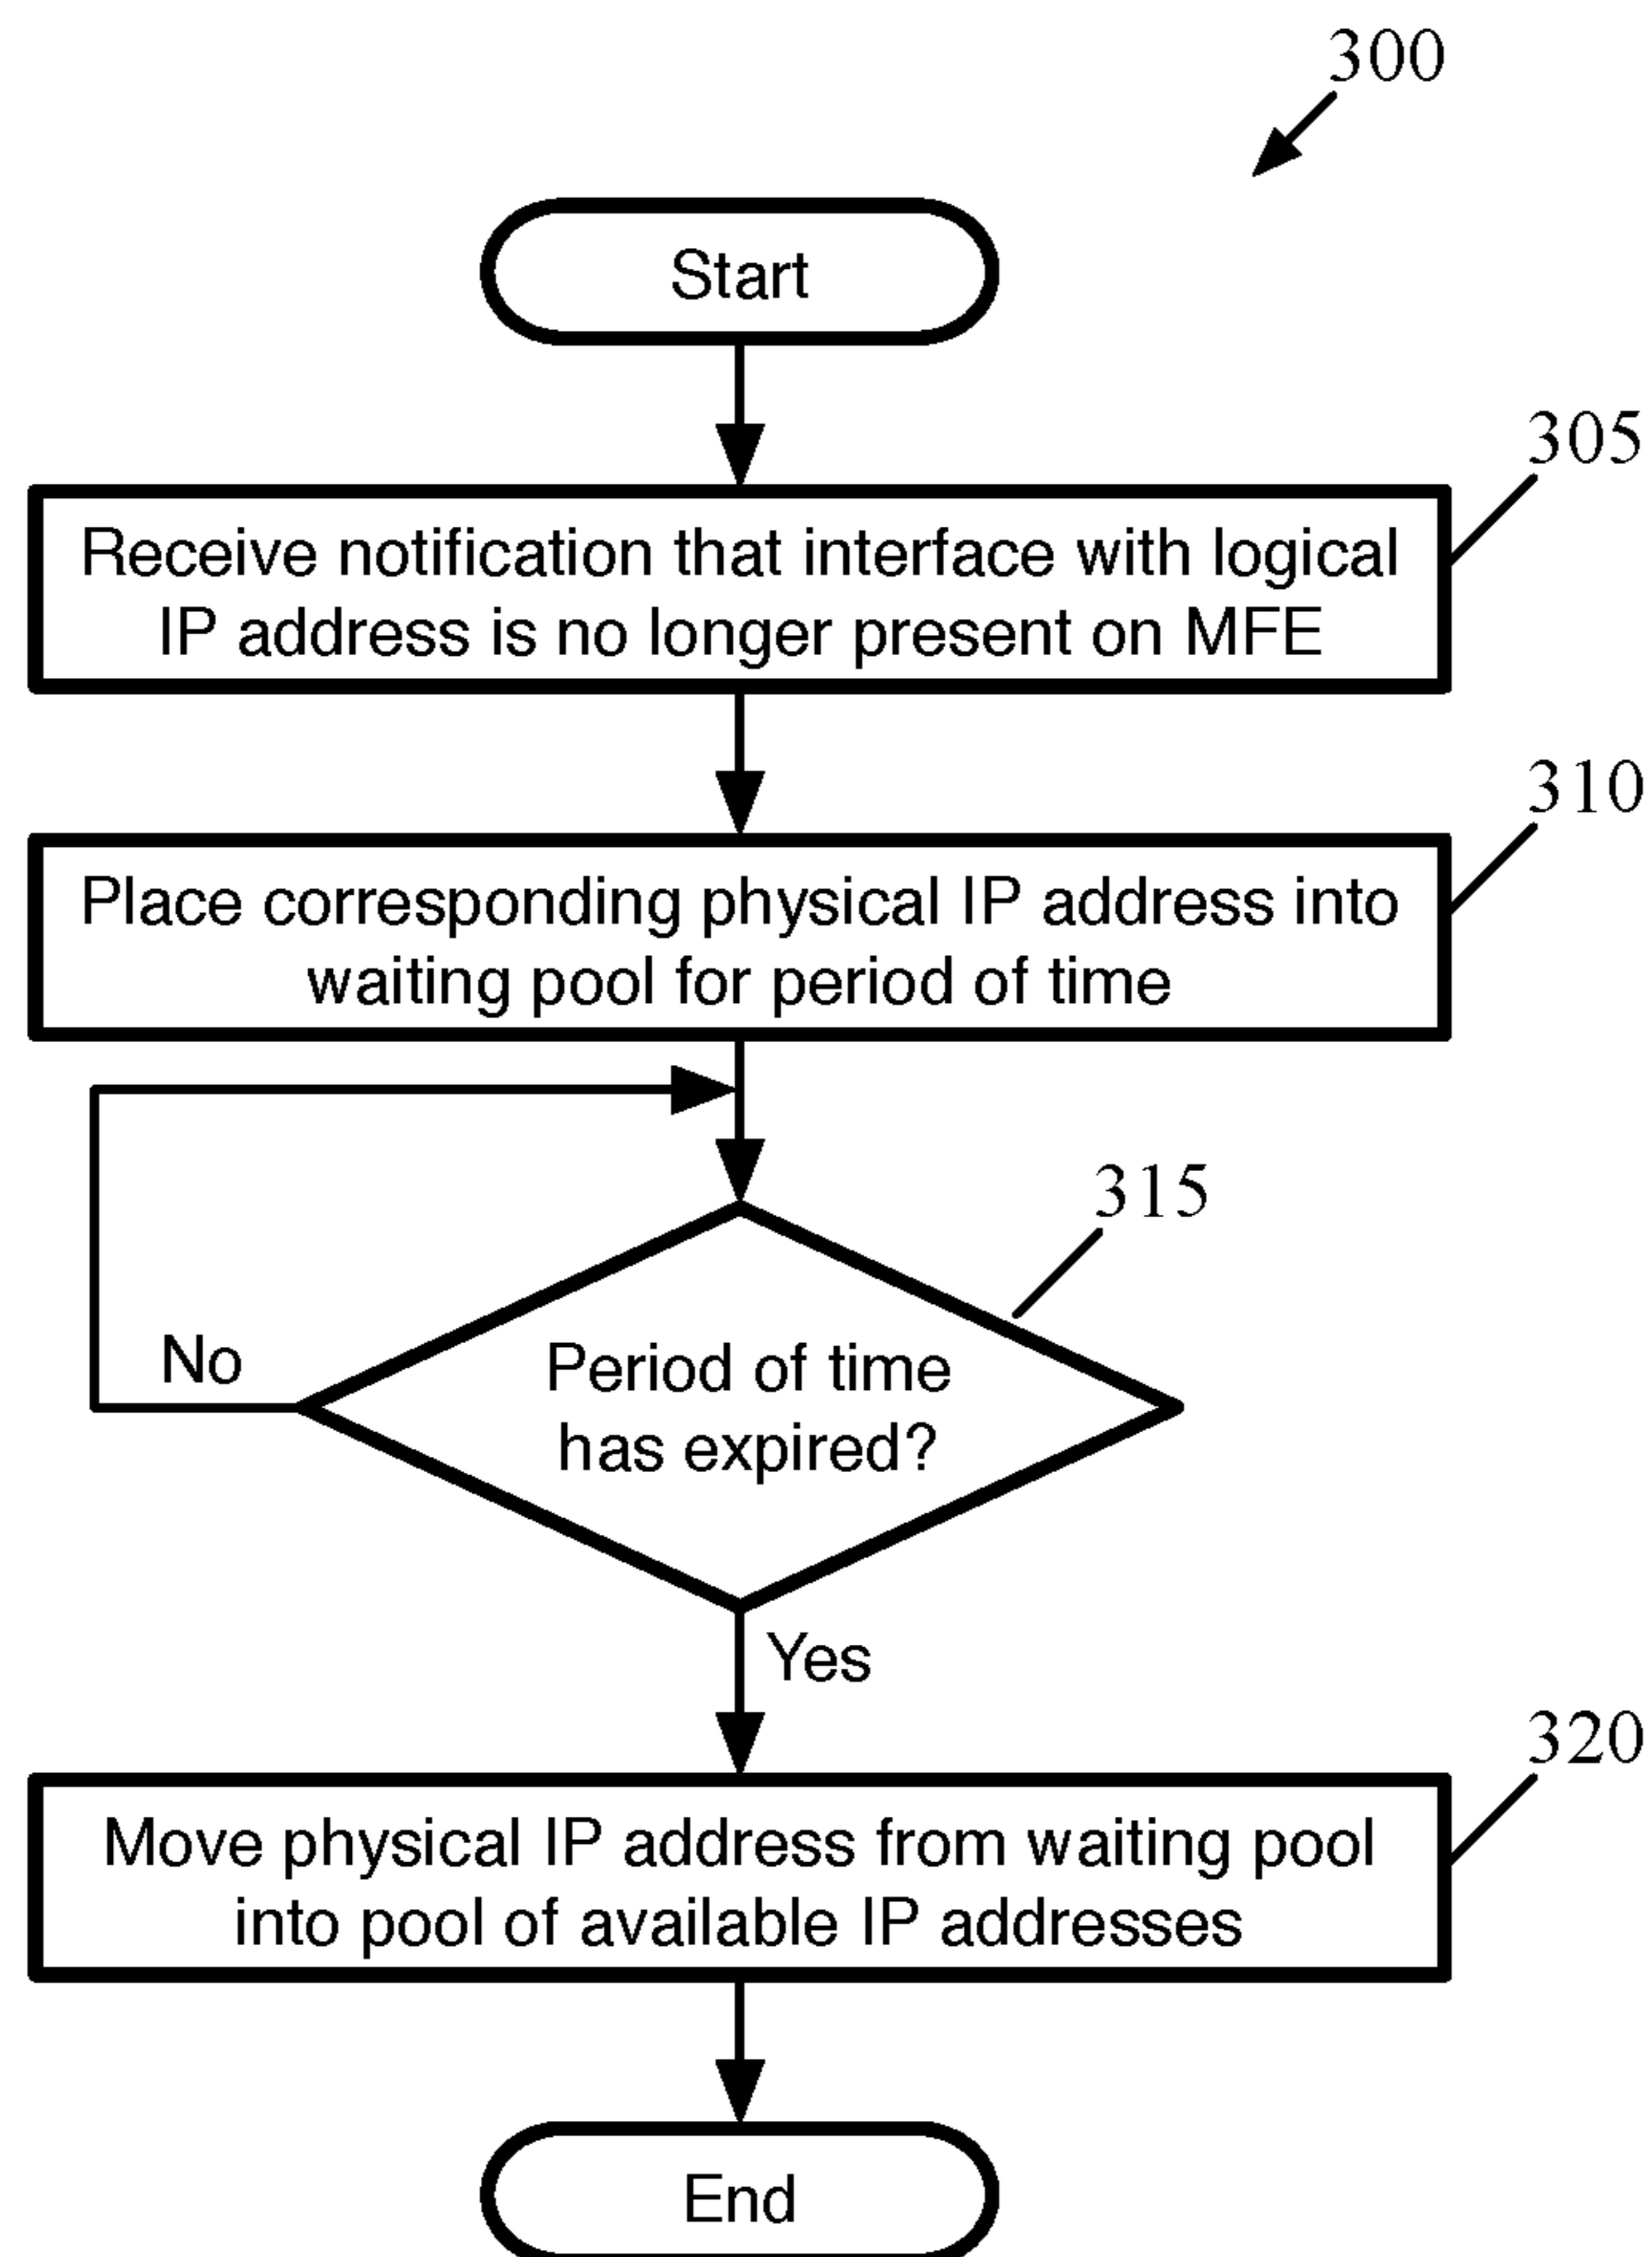 300
Start
305
Receive notification that interface with logical
IP address is no longer present on MFE
310
Place corresponding physical IP address into
waiting pool for period of time
315
No
Period of time
has expired?
Yes
320
Move physical IP address from waiting pool
into pool of available IP addresses
End